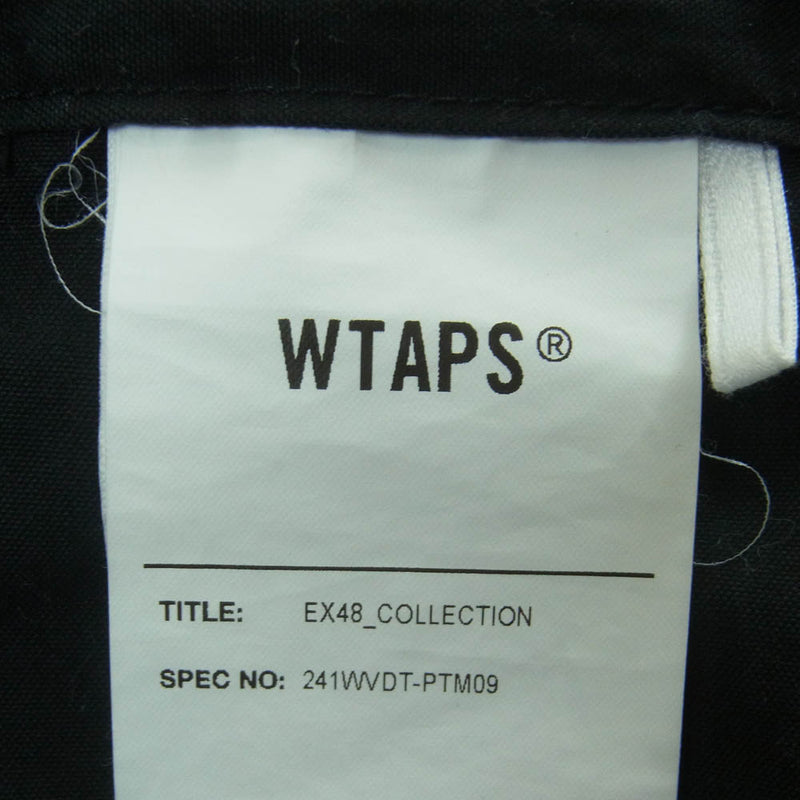 WTAPS®
TITLE: EX48_COLLECTION
SPEC NO: 241WVDT-PTM09